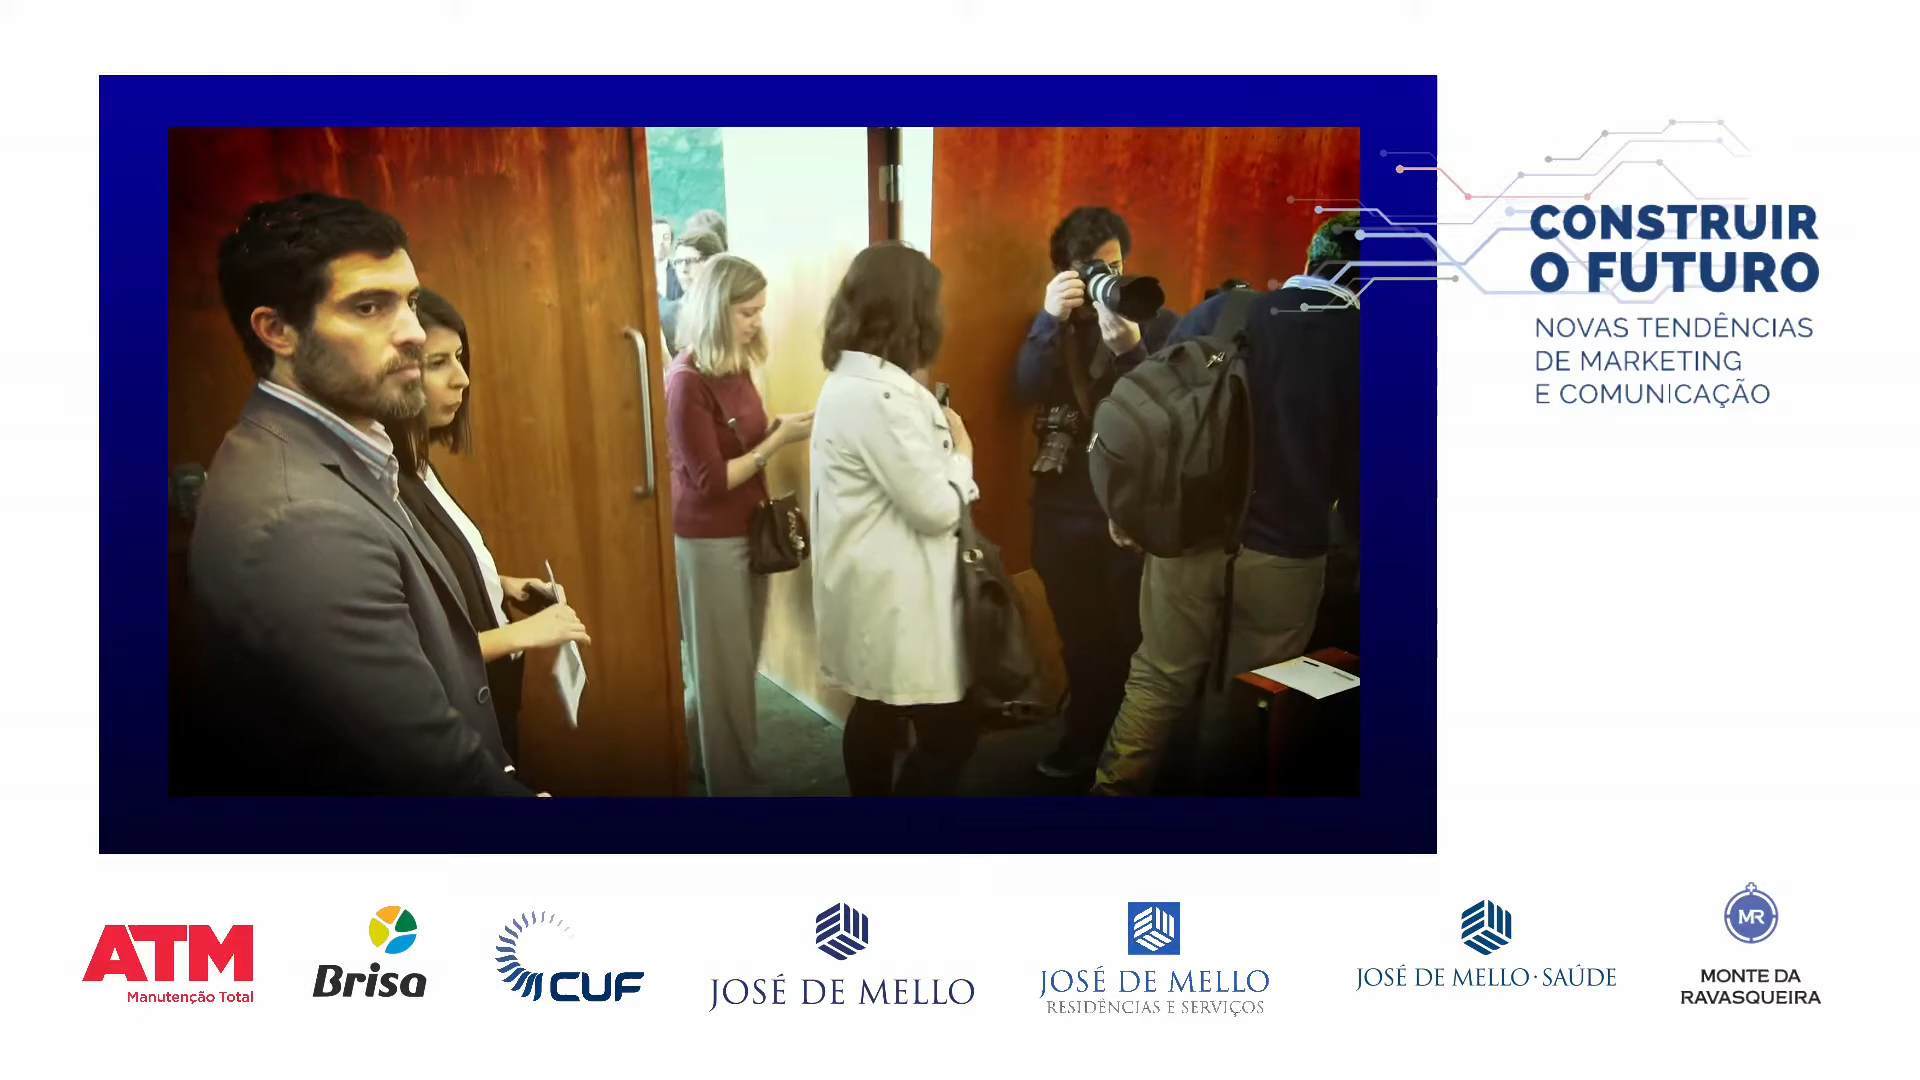 CONSTRUIR
O FUTURO
NOVAS TENDÊNCIAS
DE MARKETING
E COMUNICAÇÃO
ATM
Manutenção Total
Brisa
CUF
JOSÉ DE MELLO
JOSÉ DE MELLO
RESIDÊNCIAS E SERVIÇOS
JOSÉ DE MELLO · SAÚDE
MR
MONTE DA
RAVASQUEIRA